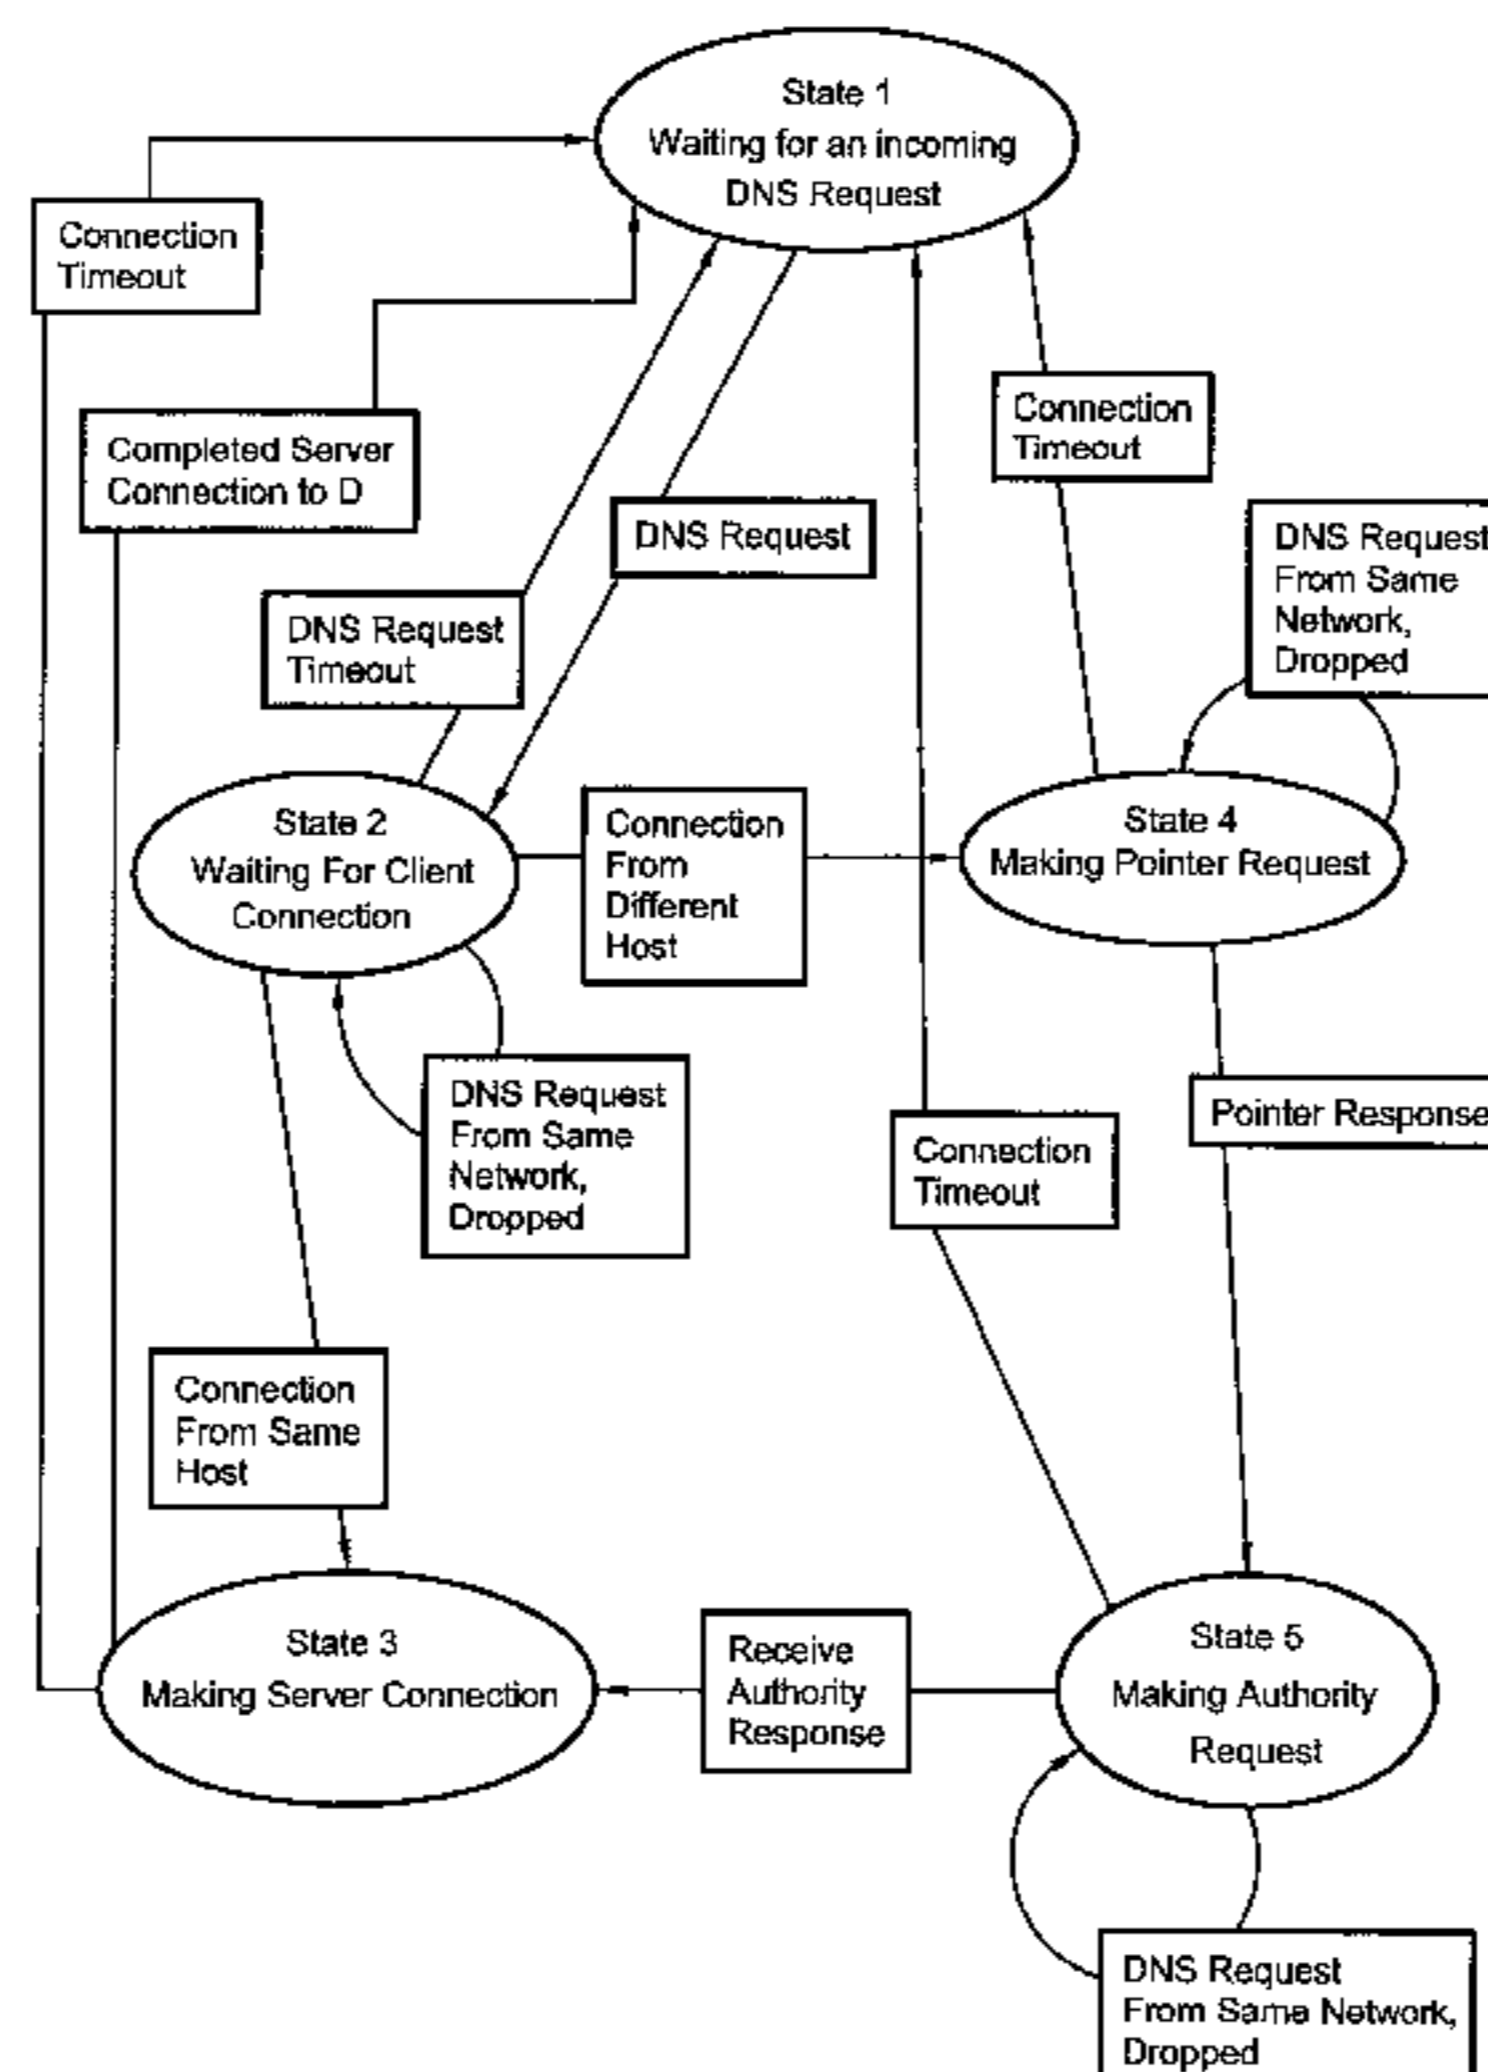 State 1
Waiting for an incoming
DNS Request
Connection
Timeout
Completed Server
Connection to D
Connection
Timeout
DNS Request
DNS Request
From Same
Network,
Dropped
DNS Request
Timeout
State 2
Waiting For Client
Connection
Connection
From
Different
Host
State 4
Making Pointer Request
DNS Request
From Same
Network,
Dropped
Pointer Response
Connection
Timeout
Connection
From Same
Host
State 3
Making Server Connection
Receive
Authority
Response
State 5
Making Authority
Request
DNS Request
From Same Network,
Dropped